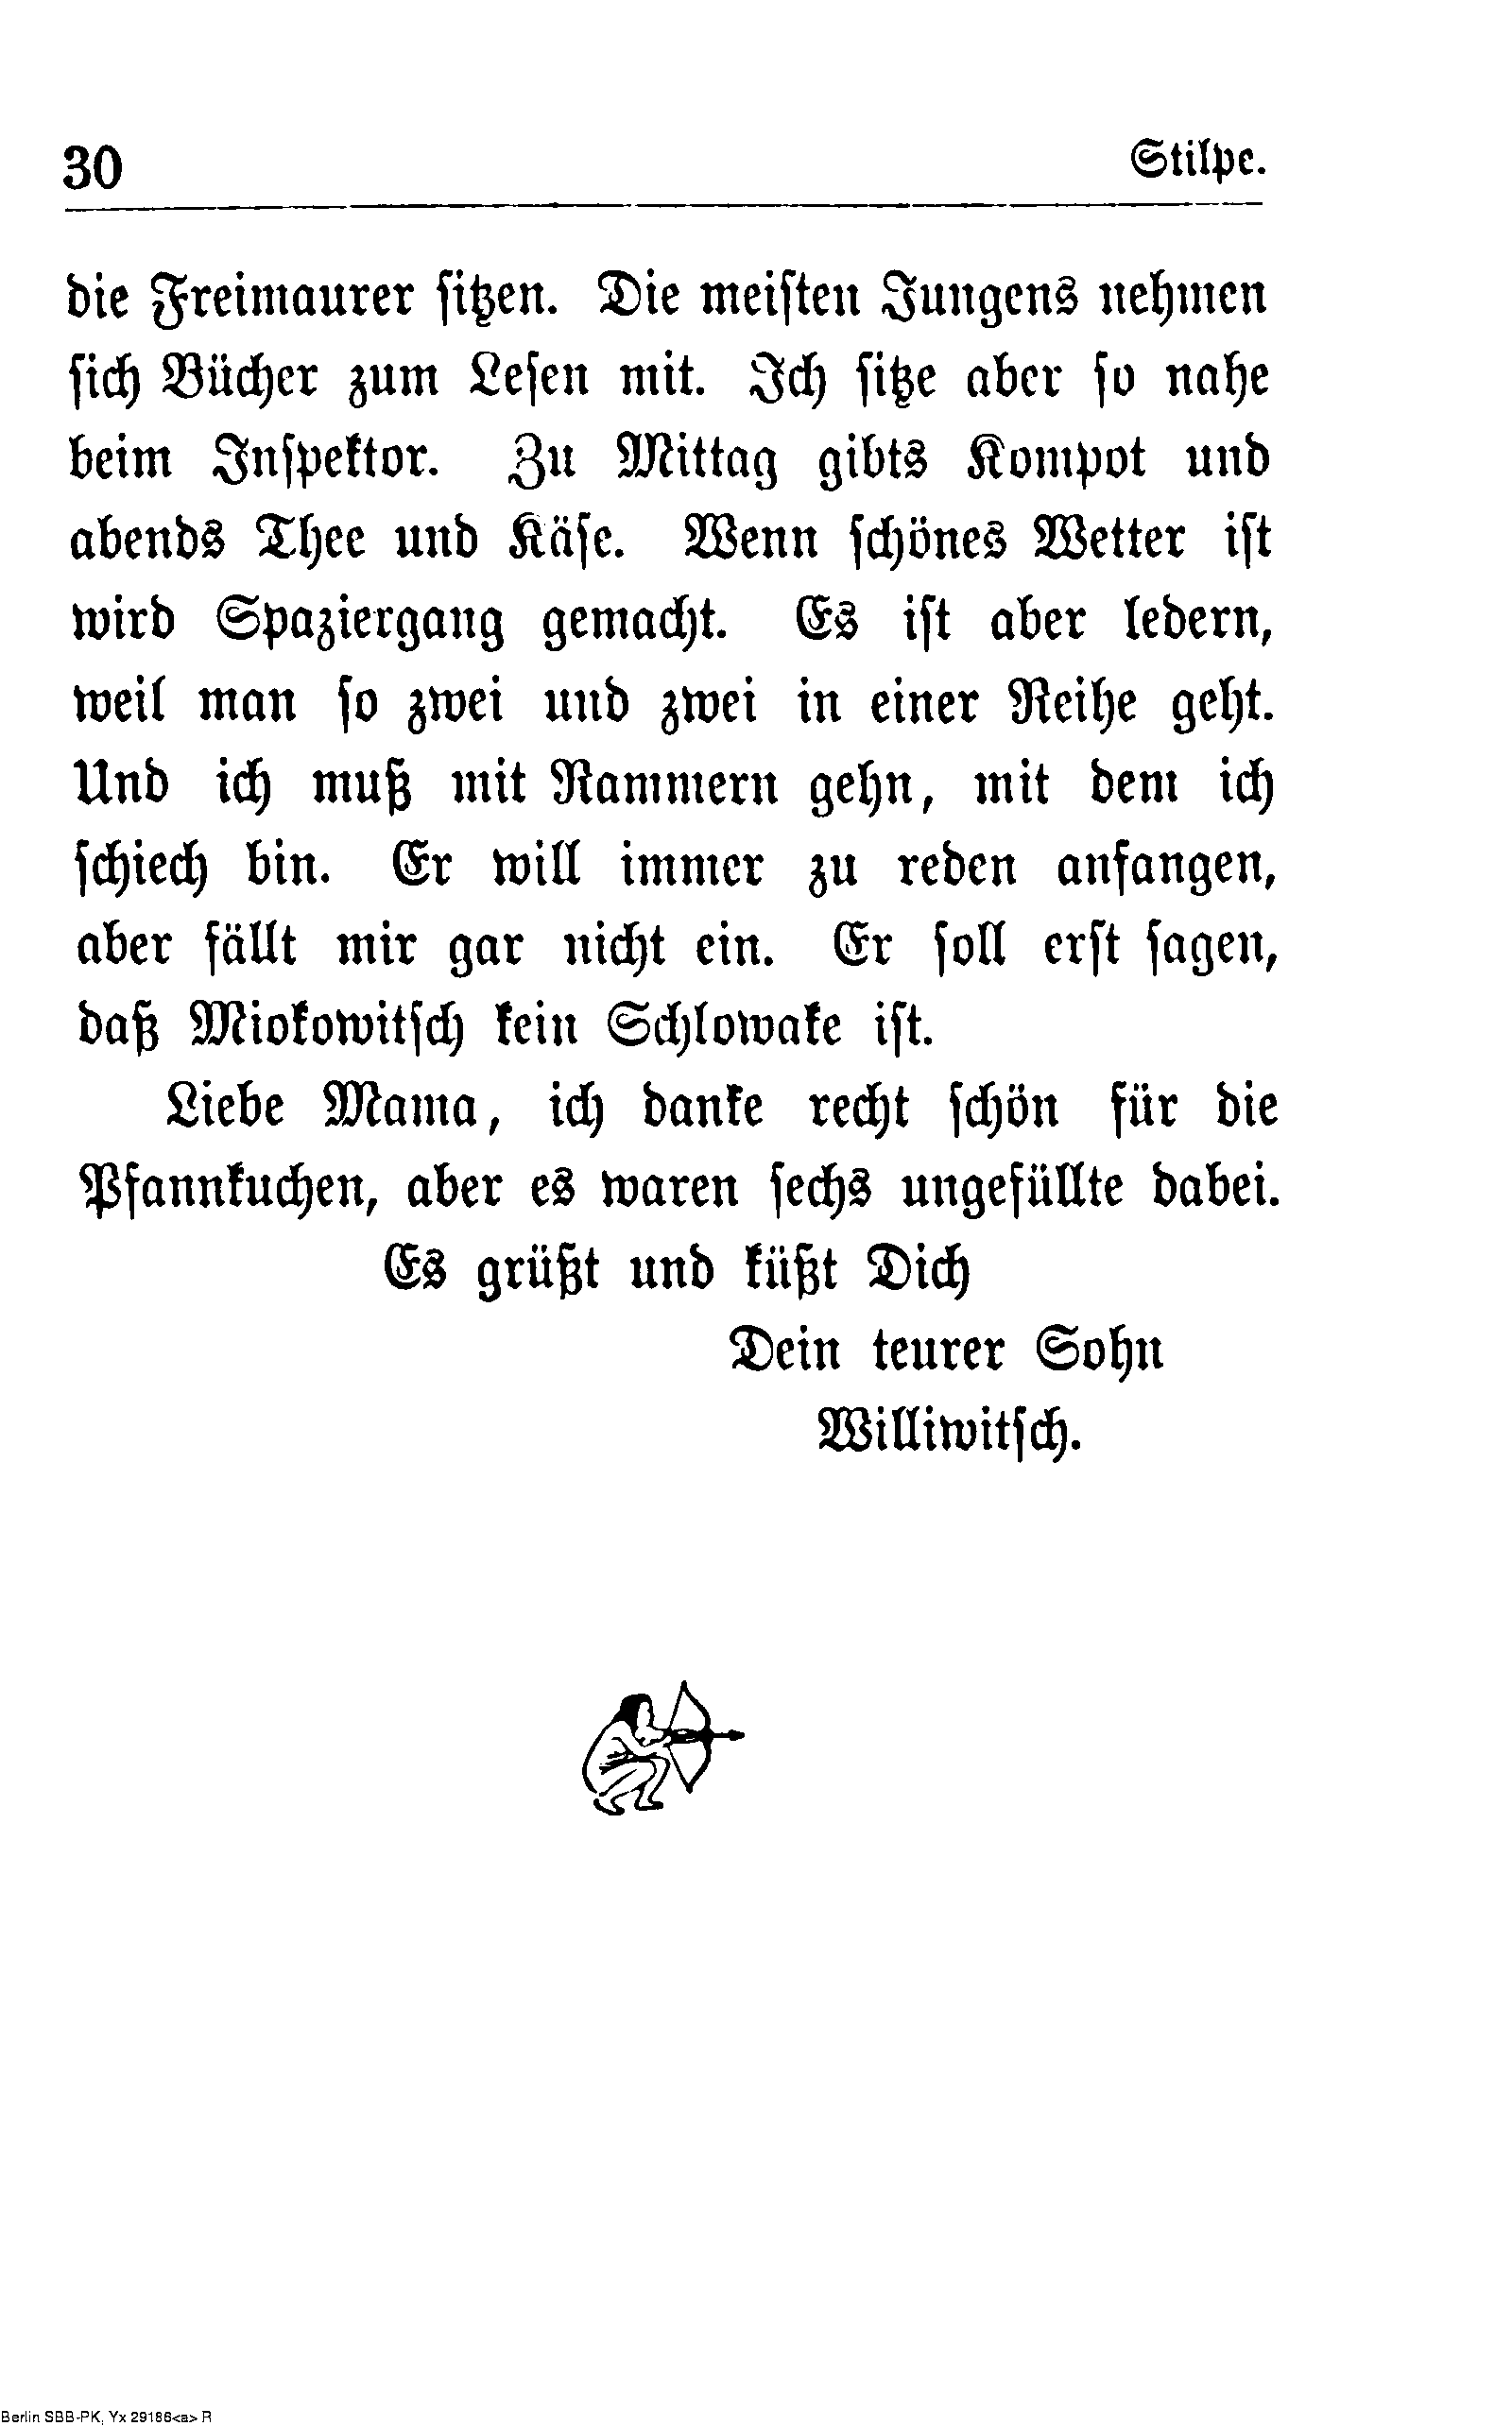 30 Stilpe.
die Freimaurer ſitzen. Die meiſten Jungens nehmen
ſich Bücher zum Leſen mit. Ich ſitze aber ſo nahe
beim Inſpektor. Zu Mittag gibts Kompot und
abends Thee und Käſe. Wenn ſchönes Wetter iſt
wird Spaziergang gemacht. Es iſt aber ledern,
weil man ſo zwei und zwei in einer Reihe geht.
Und ich muß mit Rammern gehn, mit dem ich
ſchiech bin. Er will immer zu reden anfangen,
aber fällt mir gar nicht ein. Er ſoll erſt ſagen,
daß Miokowitſch kein Schlowake iſt.
Liebe Mama, ich danke recht ſchön für die
Pfannkuchen, aber es waren ſechs ungefüllte dabei.
Es grüßt und küßt Dich
Dein teurer Sohn
Williwitſch.
Berlin SBB-PK, Yx 29186<a> R